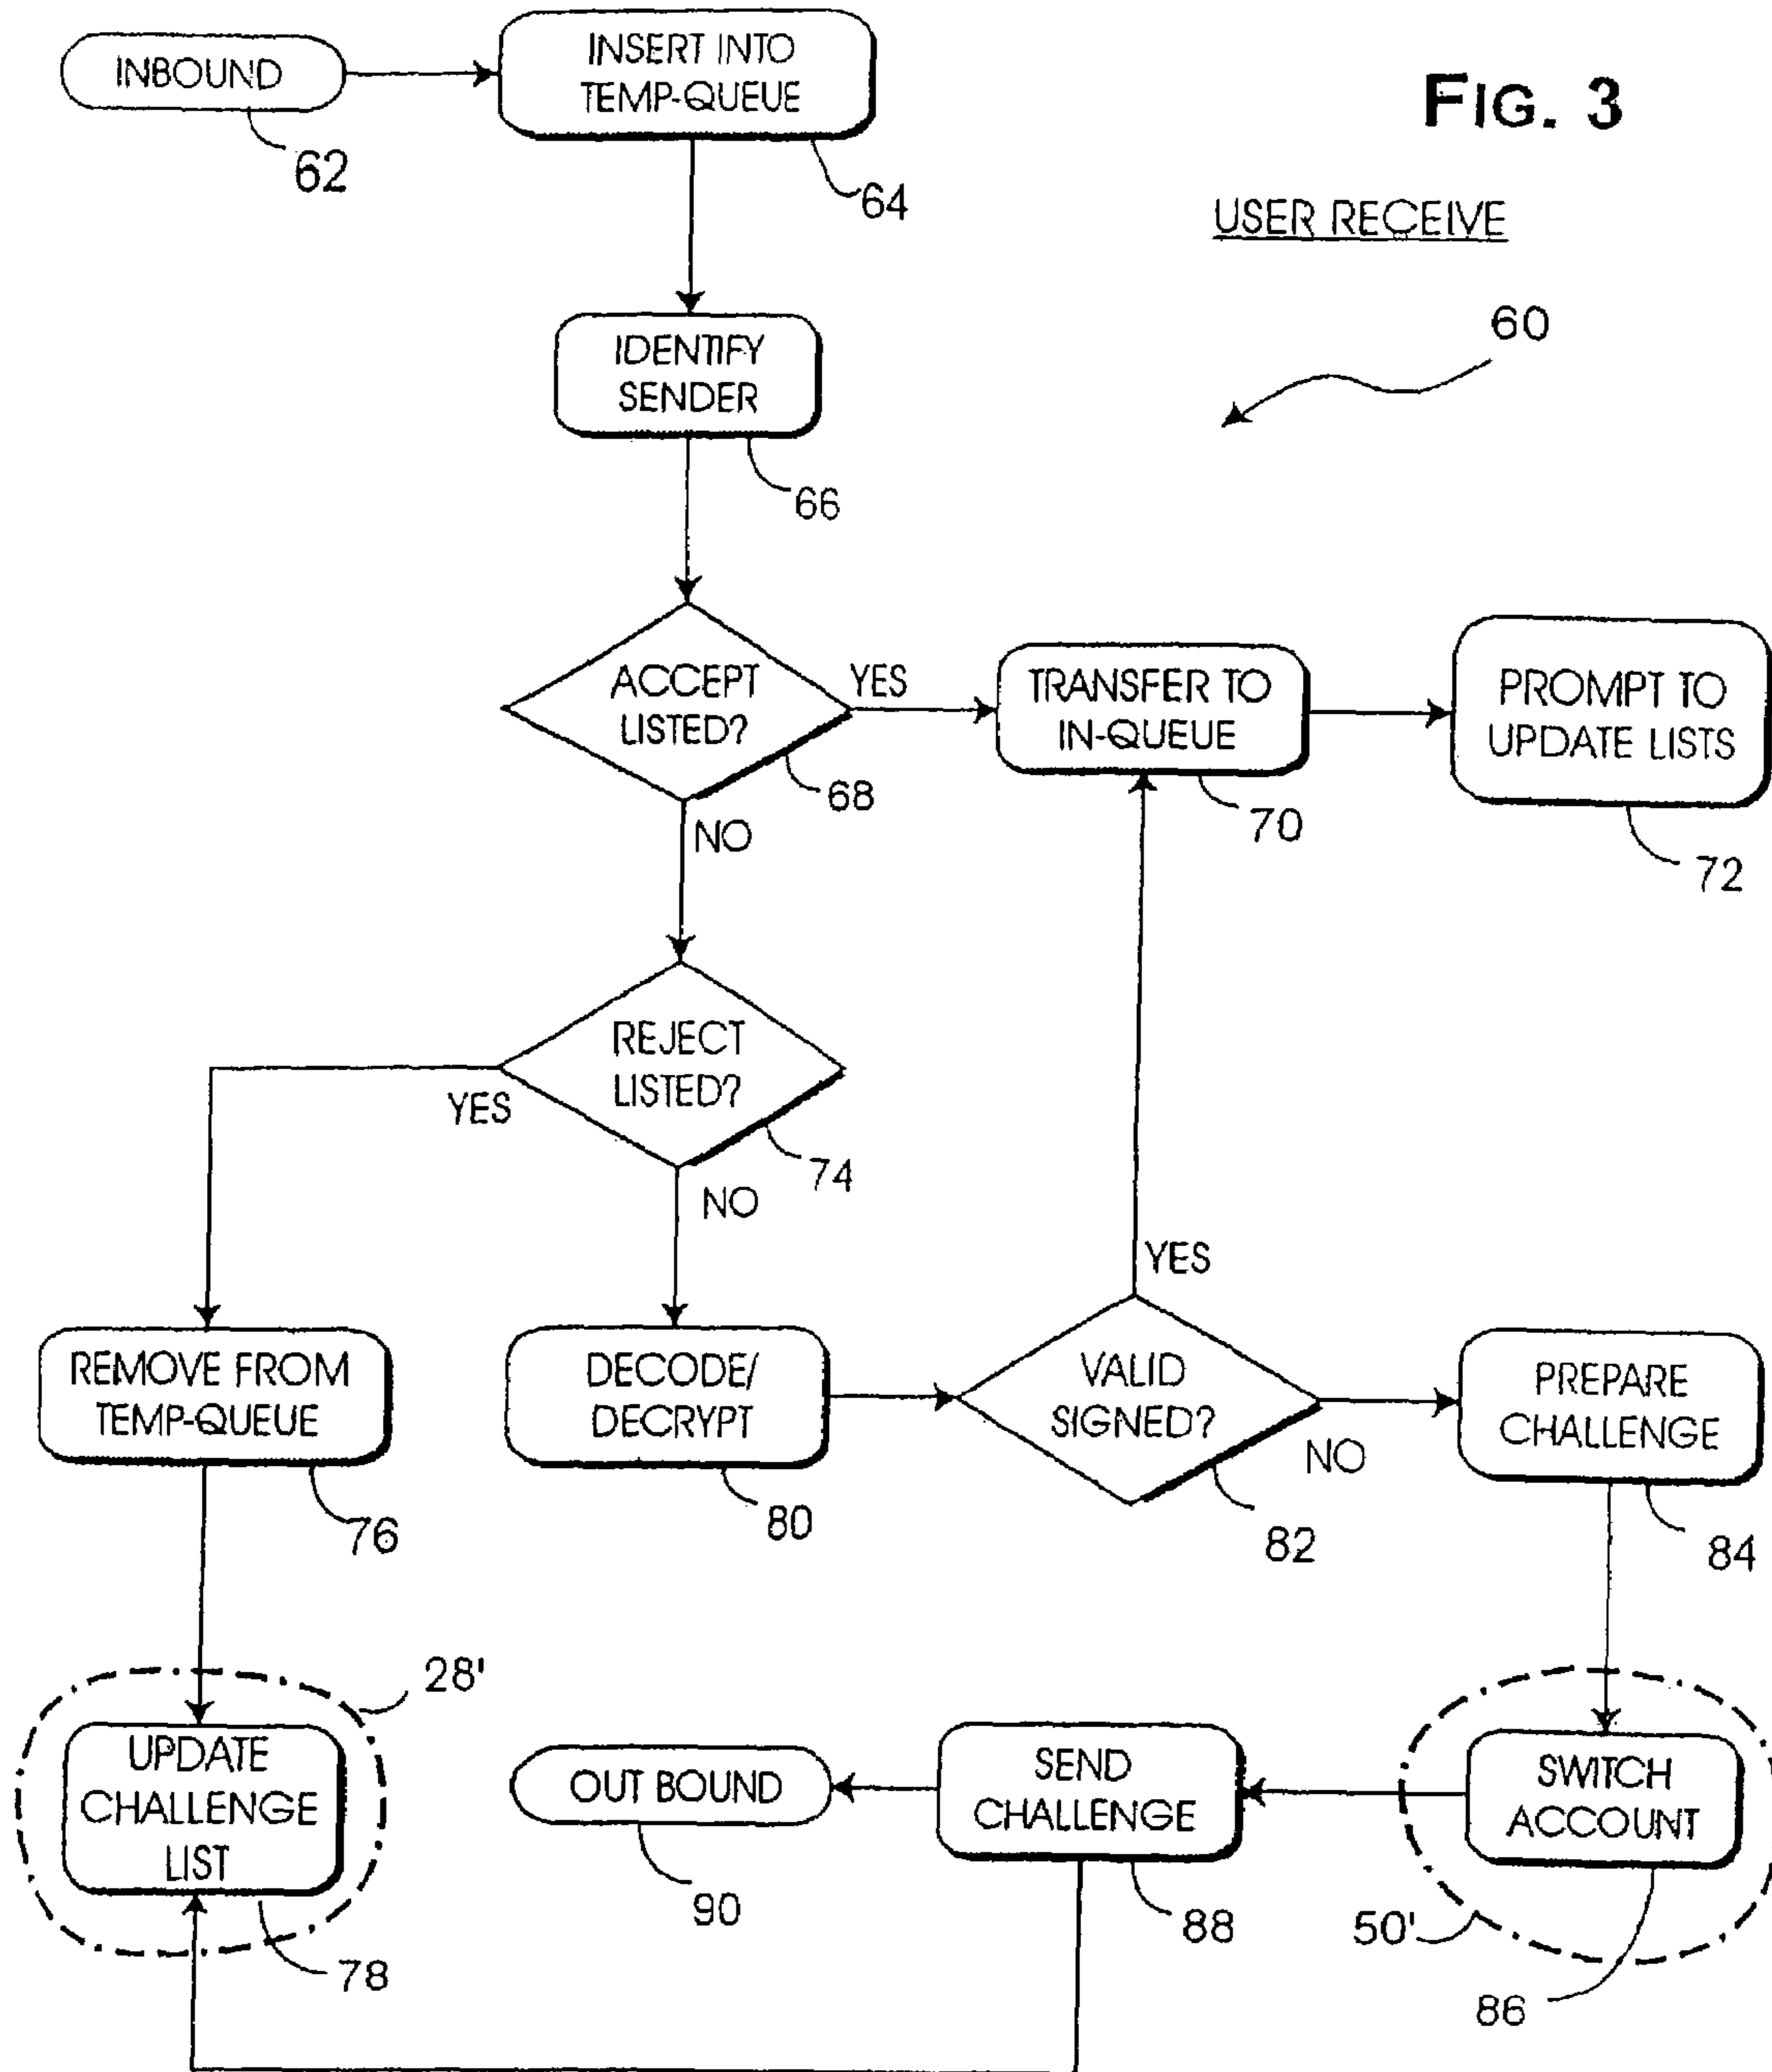 INBOUND
62
INSERT INTO
TEMP-QUEUE
64
FIG. 3
USER RECEIVE
60
IDENTIFY
SENDER
66
ACCEPT
LISTED?
68
YES
NO
TRANSFER TO
IN-QUEUE
70
PROMPT TO
UPDATE LISTS
72
REJECT
LISTED?
74
YES
NO
REMOVE FROM
TEMP-QUEUE
76
DECODE/
DECRYPT
80
VALID
SIGNED?
82
YES
NO
PREPARE
CHALLENGE
84
28'
UPDATE
CHALLENGE
LIST
78
OUT BOUND
90
SEND
CHALLENGE
88
SWITCH
ACCOUNT
50'
86